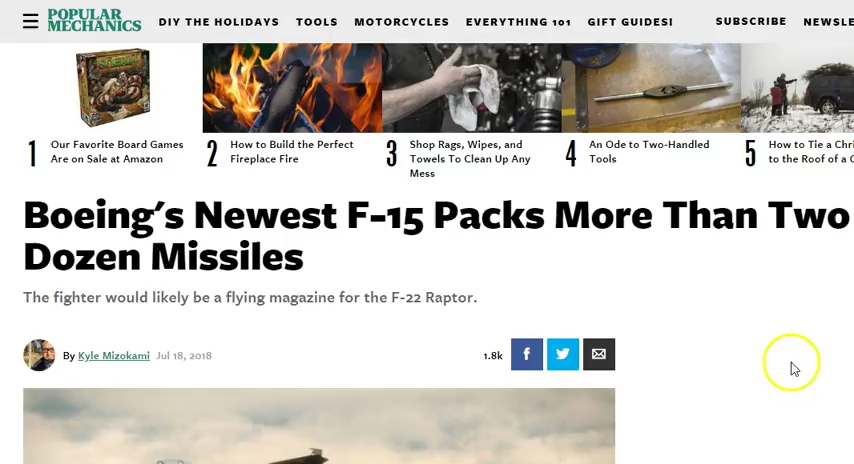 POPULAR
MECHANICS
DIY THE HOLIDAYS TOOLS MOTORCYCLES EVERYTHING 101 GIFT GUIDES! SUBSCRIBE NEWSLE
1 Our Favorite Board Games
Are on Sale at Amazon
2 How to Build the Perfect
Fireplace Fire
3 Shop Rags, Wipes, and
Towels To Clean Up Any
Mess
4 An Ode to Two-Handled
Tools
5 How to Tie a Chri
to the Roof of a C
Boeing's Newest F-15 Packs More Than Two
Dozen Missiles
The fighter would likely be a flying magazine for the F-22 Raptor.
By Kyle Mizokami Jul 18, 2018
1.8k